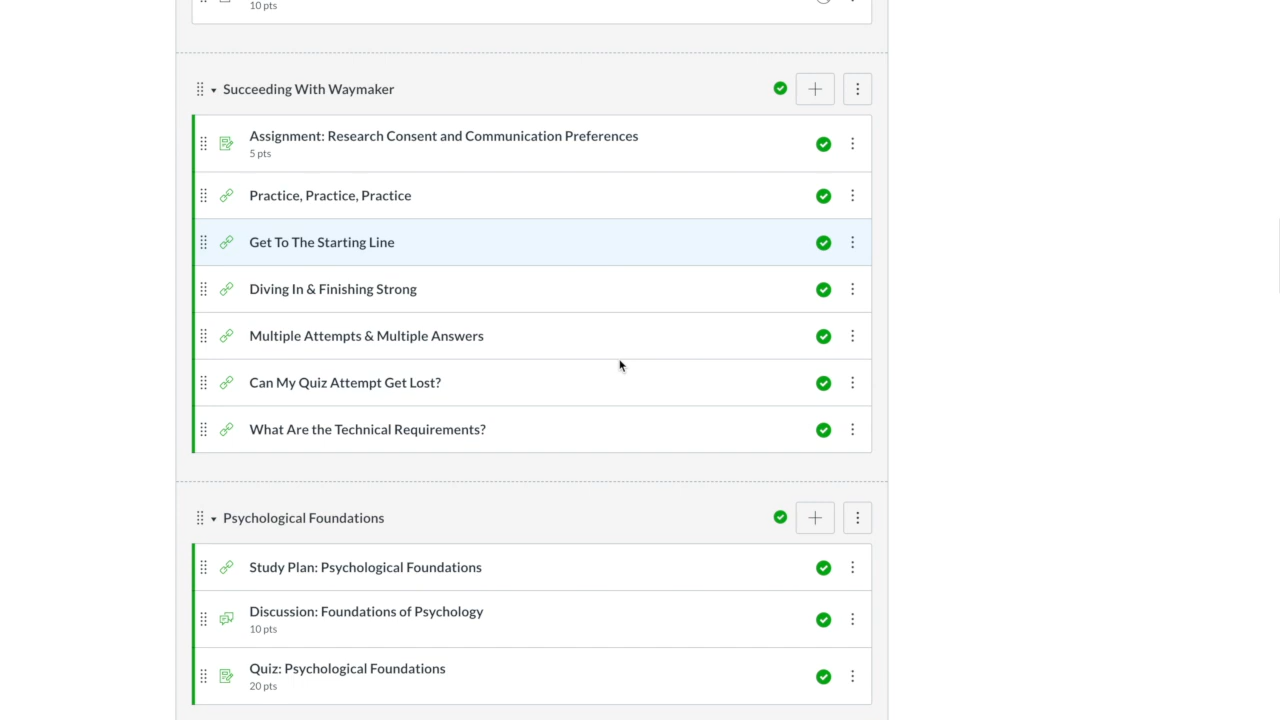 10 pts
Succeeding With Waymaker
Assignment: Research Consent and Communication Preferences
5 pts
Practice, Practice, Practice
Get To The Starting Line
Diving In & Finishing Strong
Multiple Attempts & Multiple Answers
Can My Quiz Attempt Get Lost?
What Are the Technical Requirements?
Psychological Foundations
Study Plan: Psychological Foundations
Discussion: Foundations of Psychology
10 pts
Quiz: Psychological Foundations
20 pts